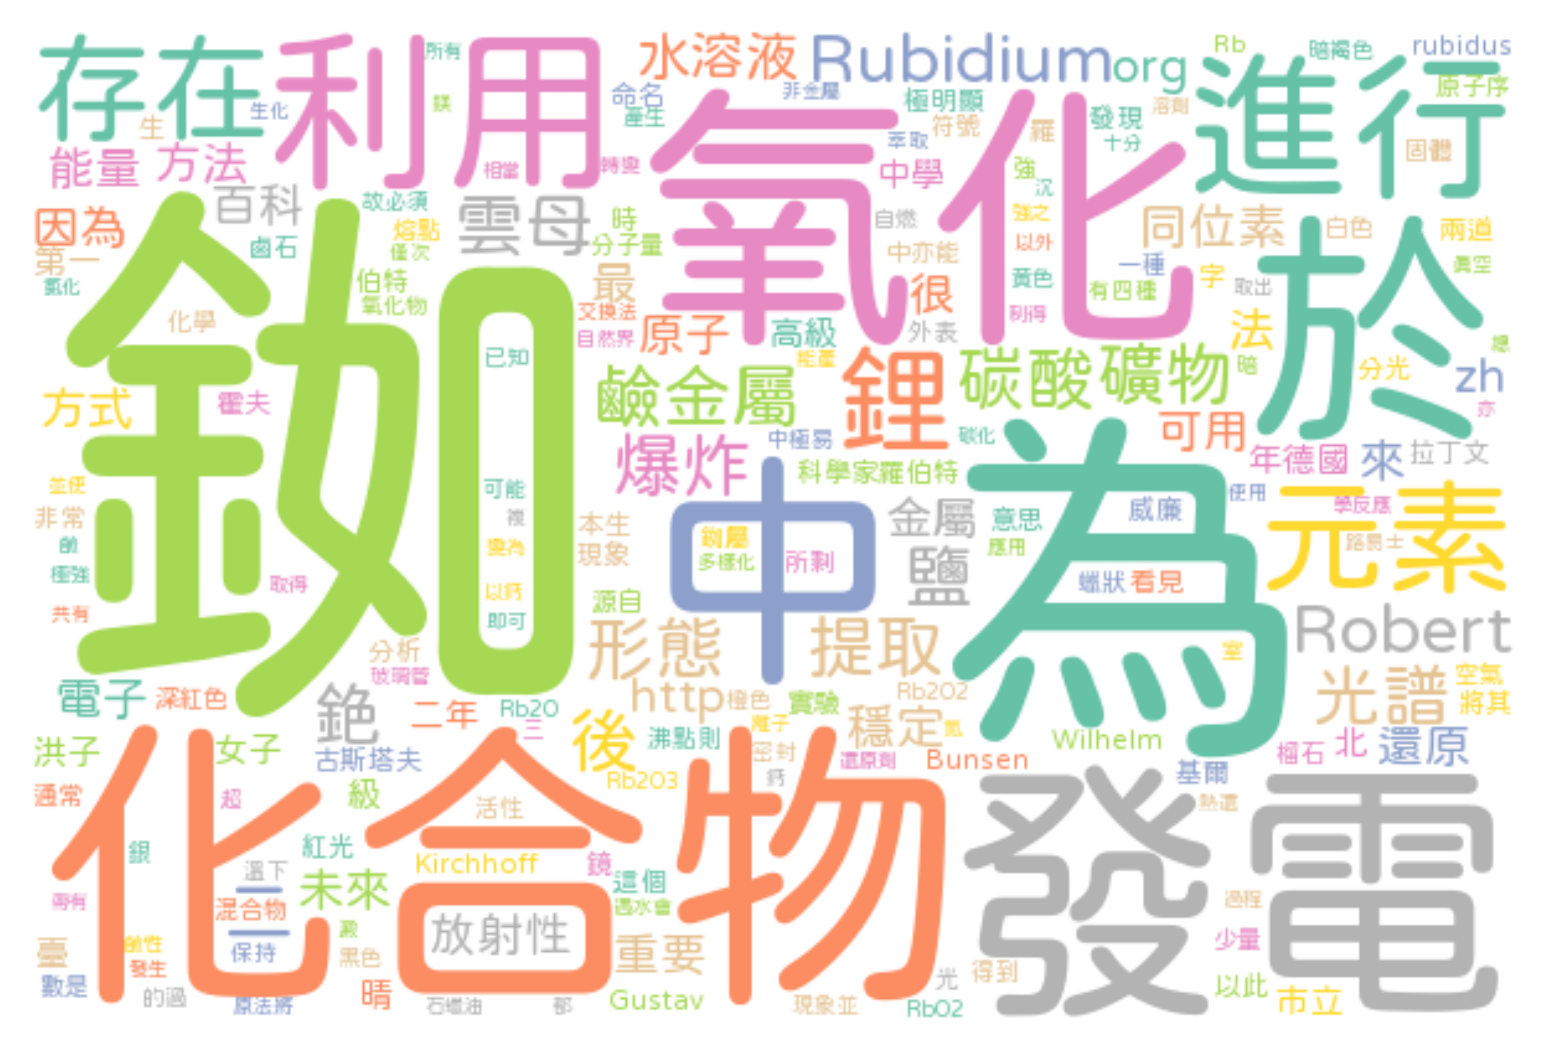 存在
利用
所有
水溶液
Rubidium
org
Rb
暗褐色
rubidus
進行
原子序
生
生化
鎂
命名
產生
非金屬
極明顯
符號
溶劑
發現
十分
羅
萃取
氧化
能量
方法
相當
轉變
中學
強
沉
固體
因為
第一
百科
故必須
雲母
時
分子量
熔點
僅次
鹵石
自燃
強之
以外
同位素
白色
兩道
於
氯化
伯特
氧化物
最
中亦能
很
一種
黃色
有四種
字
取出
化學
交換法
自然界
原子
高級
外表
法
銣
已知
能產
鹼金屬
鋰
碳酸
礦物
暗
分光
zh
亦
方式
霍夫
爆炸
中極易
碳化
可用
年德國
來
拉丁文
科學家
羅伯特
並使
可能
非常
複
本生
現象
中
銣屬
多樣化
所剩
金屬
意思
應用
為
威廉
使用
元素
學反應
路易士
極強
變為
以鈣
即可
取得
鹽
蠟狀
看見
共有
源自
形態
提取
Robert
室
分析
玻璃管
電子
深紅色
銫
二年
Rb20
三
http
橙色
實驗
Rb202
光譜
空氣
將其
離子
穩定
氮
後
沸點則
密封
還原劑
鈣
Bunsen
Wilhelm
榴石
北
還原
洪子
女子
古斯塔夫
Rb203
基爾
通常
超
級
活性
化合物
發電
銀
紅光
Kirchhoff
鏡
這個
遇水會
溫下
未來
帶有
混合物
放射性
過程
臺
鹼性
發生
保持
黑色
重要
少量
數是
的過
原法將
晴
石蠟油
Gustav
現象並
光
得到
Rb02
以此
市立